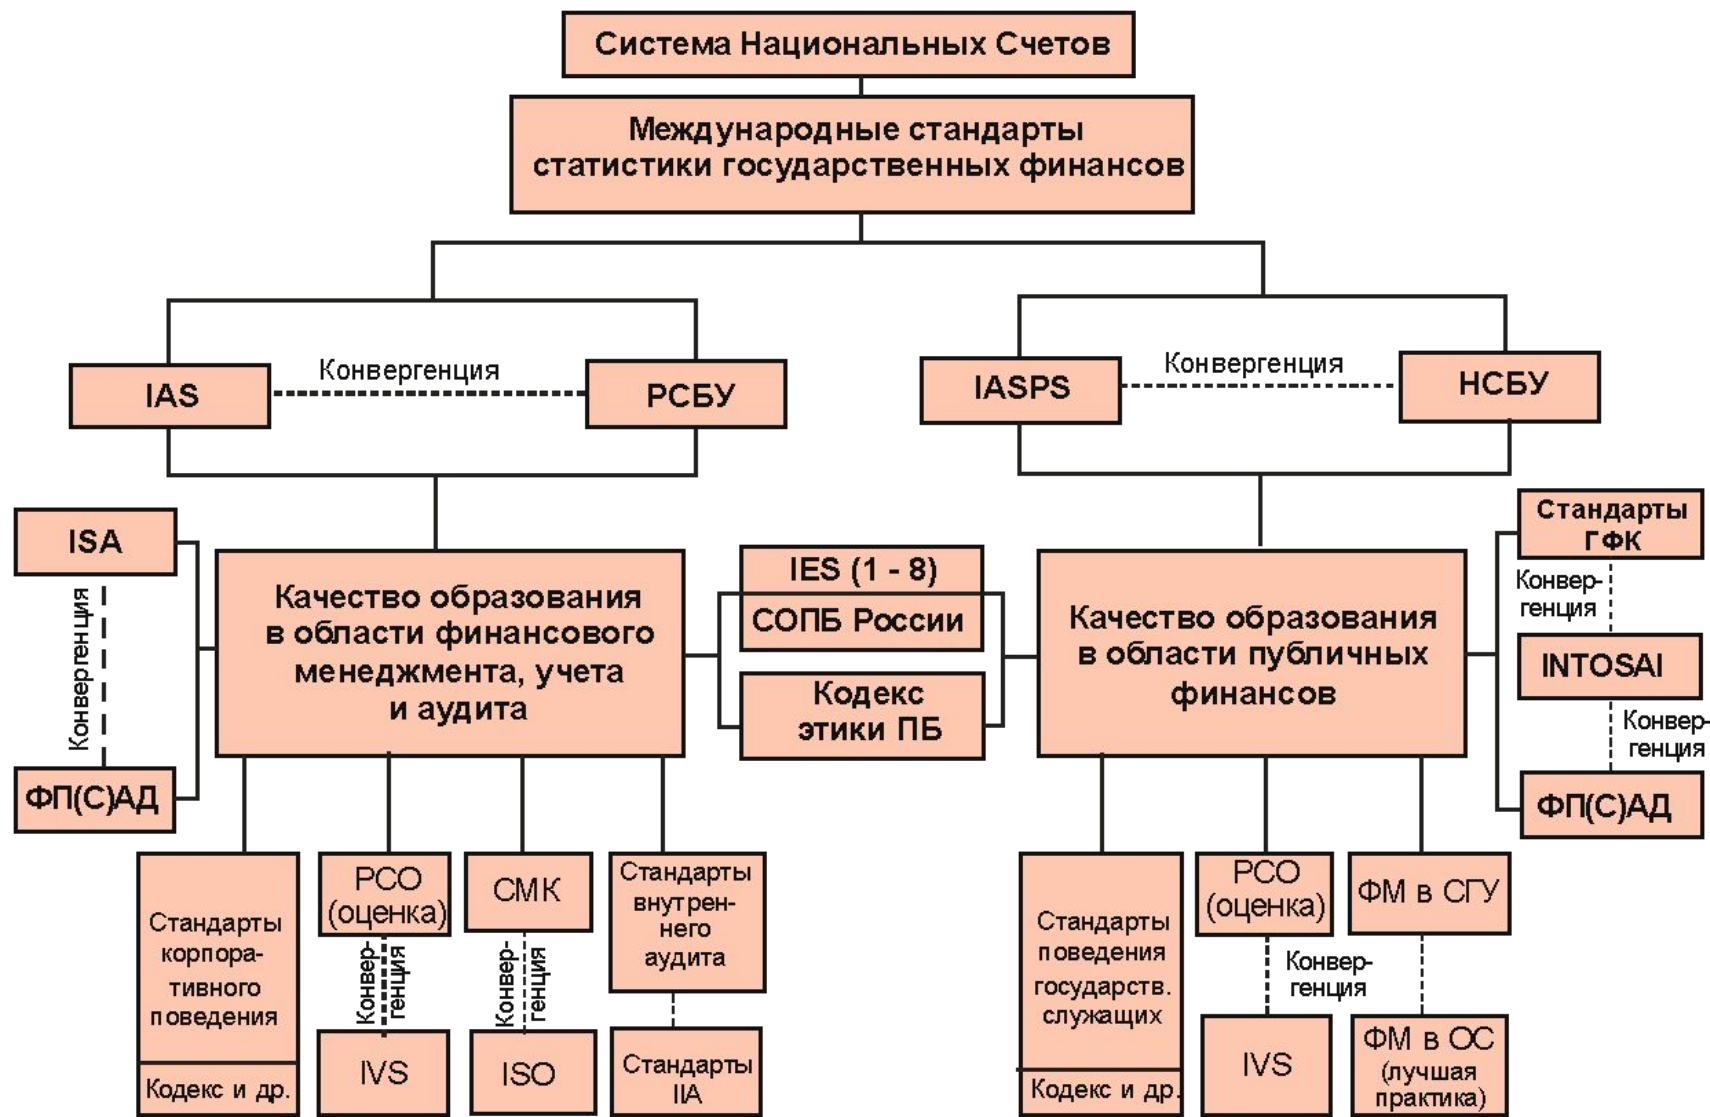 Система Национальных Счетов
Международные стандарты
статистики государственных финансов
Конвергенция
IAS
РСБУ
Конвергенция
IASPS
НСБУ
ISA
Конвергенция
ФП(С)АД
Качество образования
в области финансового
менеджмента, учета
и аудита
IES (1 - 8)
СОПБ России
Кодекс
этики ПБ
Качество образования
в области публичных
финансов
Стандарты
ГФК
Конвер-
генция
INTOSAI
Конвер-
генция
ФП(С)АД
Стандарты
корпора-
тивного
поведения
Кодекс и др.
РСО
(оценка)
Конвер-
генция
IVS
СМК
Конвер-
генция
ISO
Стандарты
внутрен-
него
аудита
Стандарты
IIA
Стандарты
поведения
государств.
служащих
Кодекс и др.
РСО
(оценка)
Конвер-
генция
IVS
ФМ в СГУ
ФМ в ОС
(лучшая
практика)